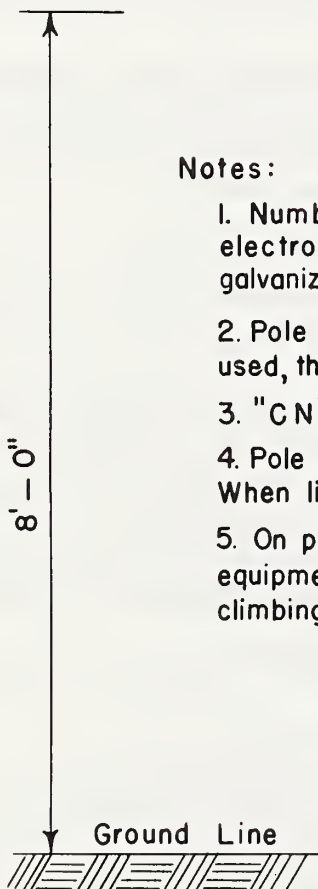 8'-0"
Notes:
1. Numb
electro
galvaniz
2. Pole
used, th
3. "CN
4. Pole
When li
5. On p
equipme
climbing
Ground Line